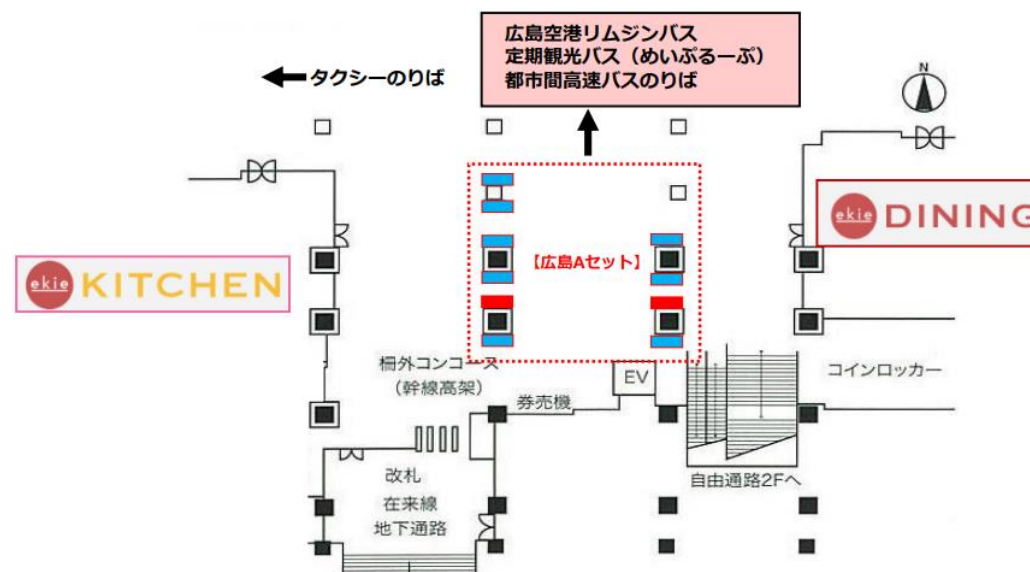 広島空港リムジンバス
定期観光バス（めいぷるーぷ）
都市間高速バスのりば
タクシーのりば
N
ekie DINING
【広島Aセット】
ekie KITCHEN
柵外コンコース
（幹線高架）
EV
コインロッカー
券売機
改札
在来線
地下通路
自由通路2Fへ